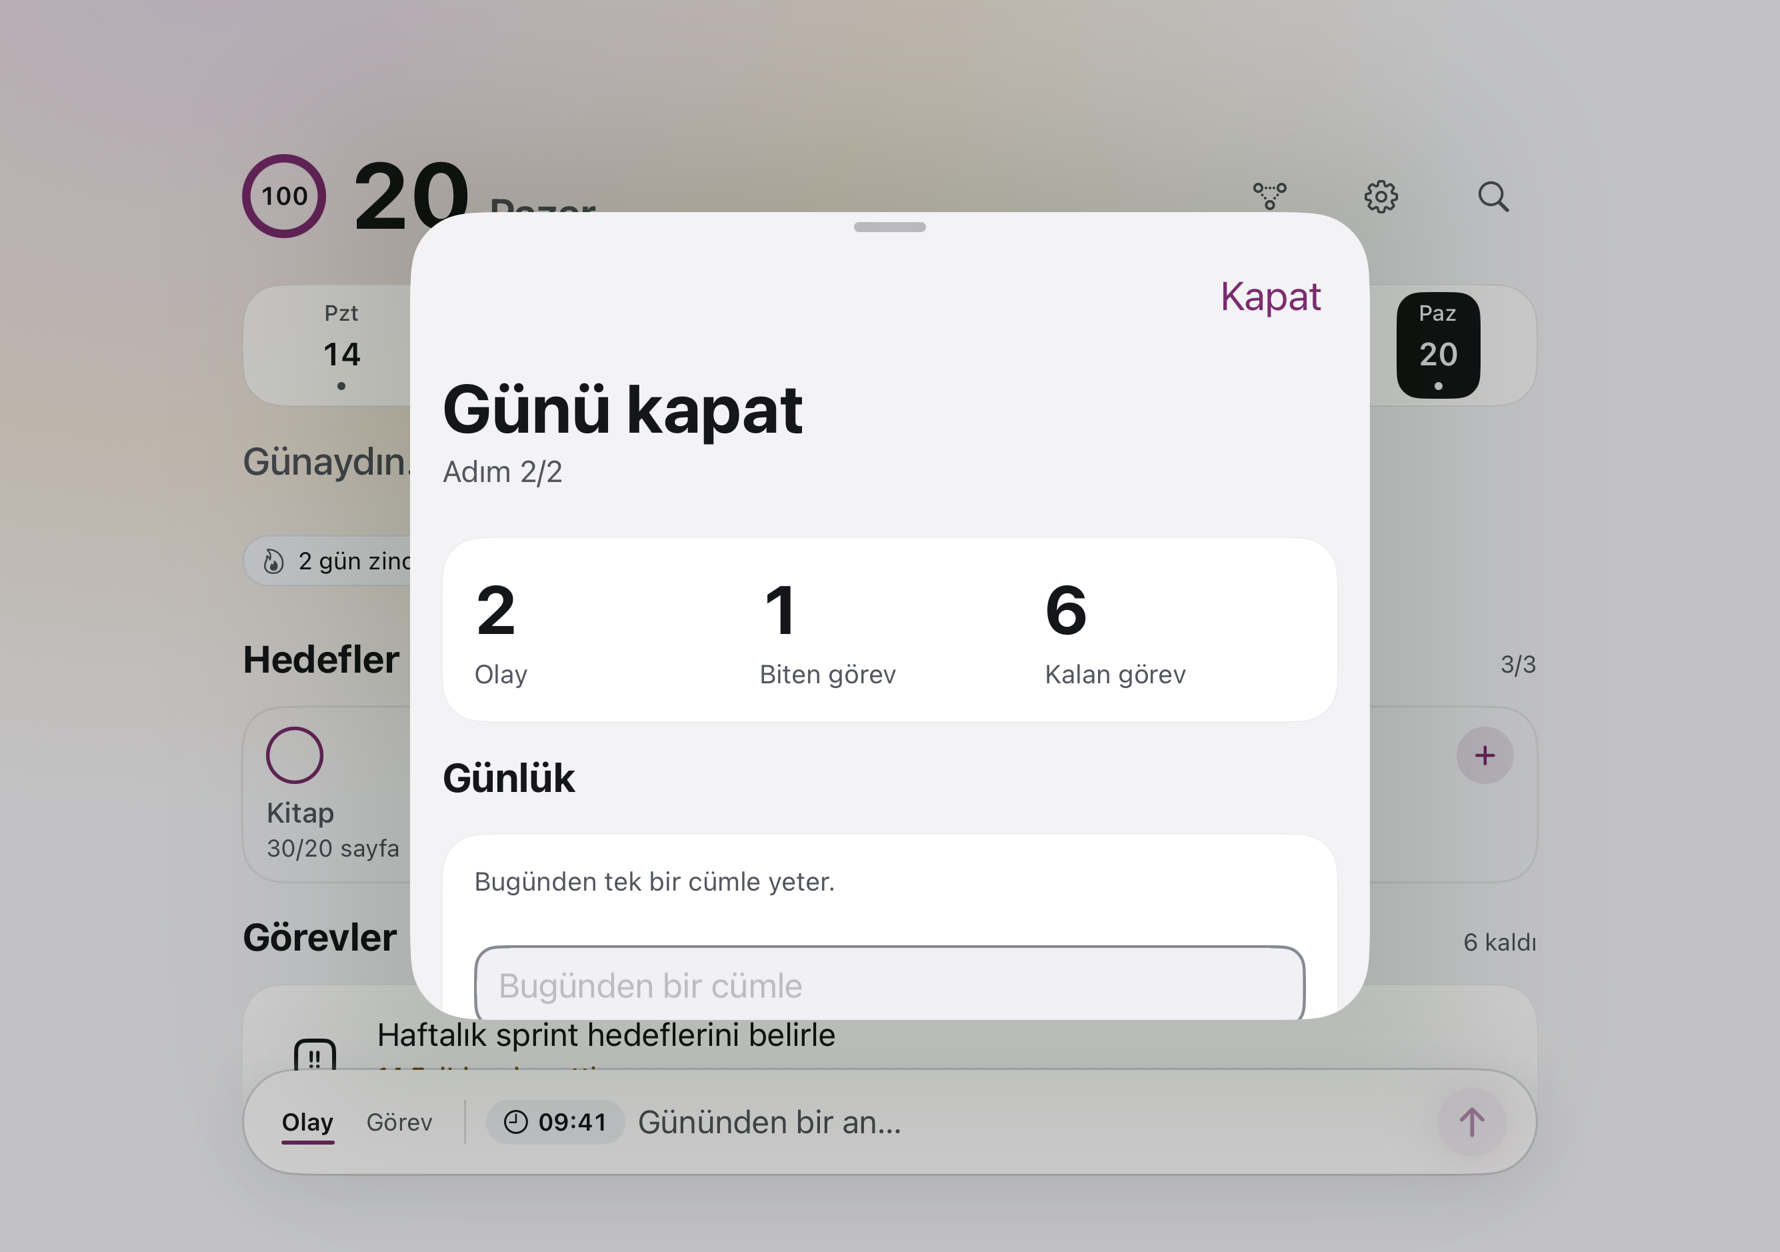 100
20
Pzt
14
Paz
20
Kapat
Günü kapat
Adım 2/2
Günaydın.
2 gün
2
Olay
1
Biten görev
6
Kalan görev
Hedefler
3/3
Kitap
30/20 sayfa
Günlük
Bugünden tek bir cümle yeter.
Bugünden bir cümle
Görevler
6 kaldı
!!
Haftalık sprint hedeflerini belirle
Olay
Görev
09:41
Gününden bir an...